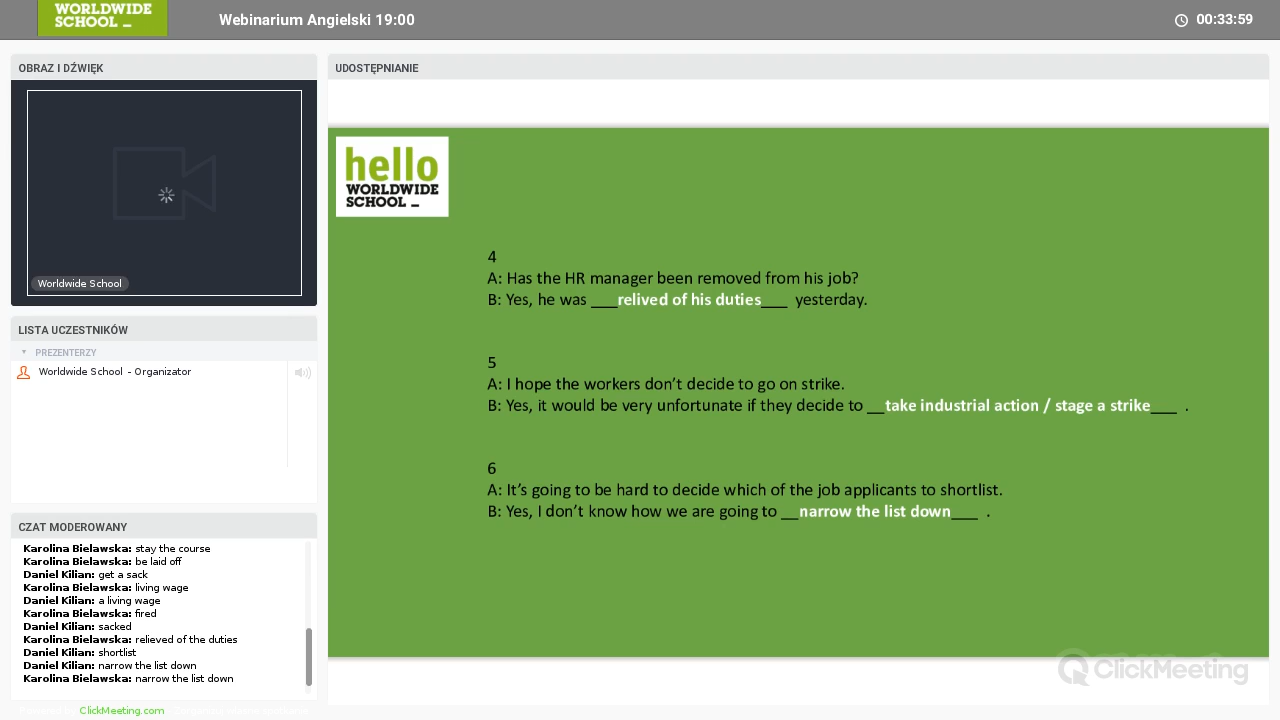 WORLDWIDE
SCHOOL _
Webinarium Angielski 19:00
00:33:59
OBRAZ I DŹWIĘK
Worldwide School
LISTA UCZESTNIKÓW
PREZENTERZY
Worldwide School - Organizator
CZAT MODEROWANY
Karolina Bielawska: stay the course
Karolina Bielawska: be laid off
Daniel Kilian: get a sack
Karolina Bielawska: living wage
Daniel Kilian: a living wage
Karolina Bielawska: fired
Daniel Kilian: sacked
Karolina Bielawska: relieved of the duties
Daniel Kilian: shortlist
Daniel Kilian: narrow the list down
Karolina Bielawska: narrow the list down
ClickMeeting.com
UDOSTĘPNIANIE
hello
WORLDWIDE
SCHOOL _
4
A: Has the HR manager been removed from his job?
B: Yes, he was ___relived of his duties___ yesterday.
5
A: I hope the workers don’t decide to go on strike.
B: Yes, it would be very unfortunate if they decide to __take industrial action / stage a strike___ .
6
A: It’s going to be hard to decide which of the job applicants to shortlist.
B: Yes, I don’t know how we are going to __narrow the list down___ .
ClickMeeting